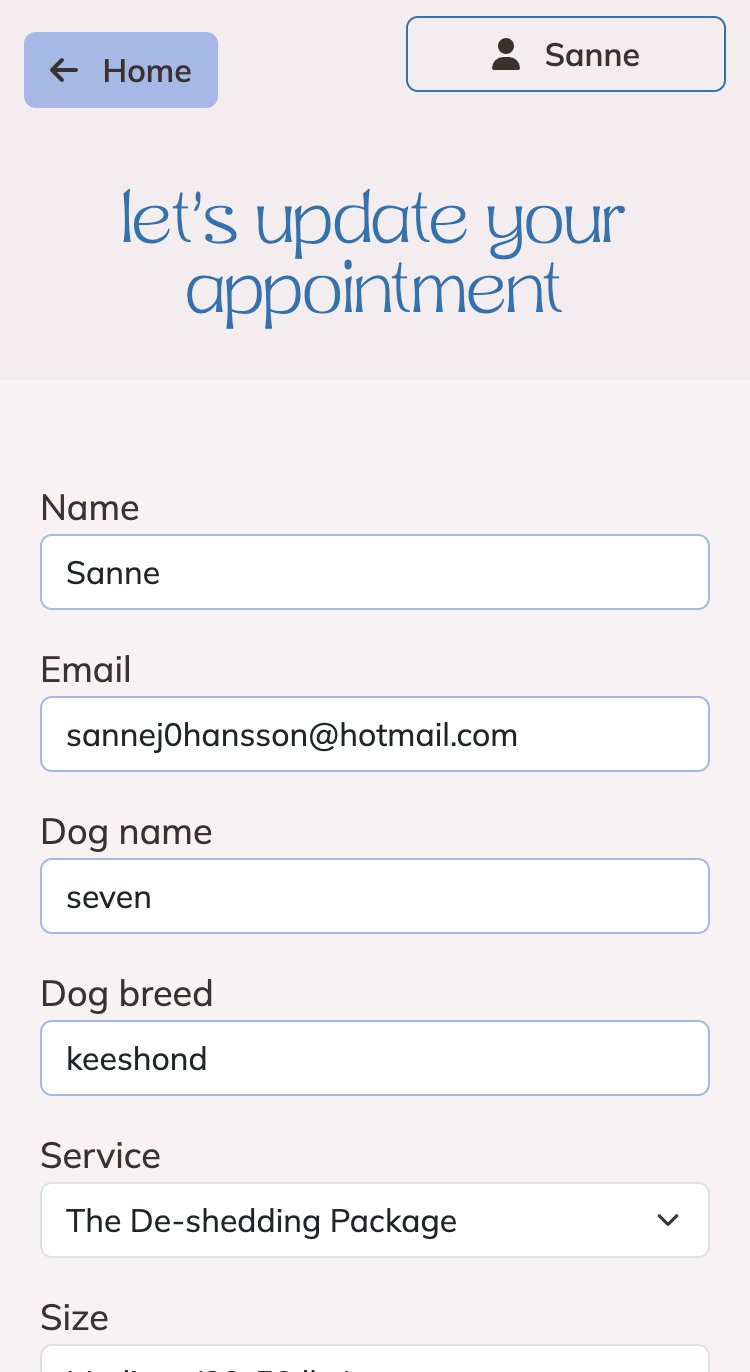 Home
Sanne
let's update your
appointment
Name
Sanne
Email
sannej0hansson@hotmail.com
Dog name
seven
Dog breed
keeshond
Service
The De-shedding Package
Size